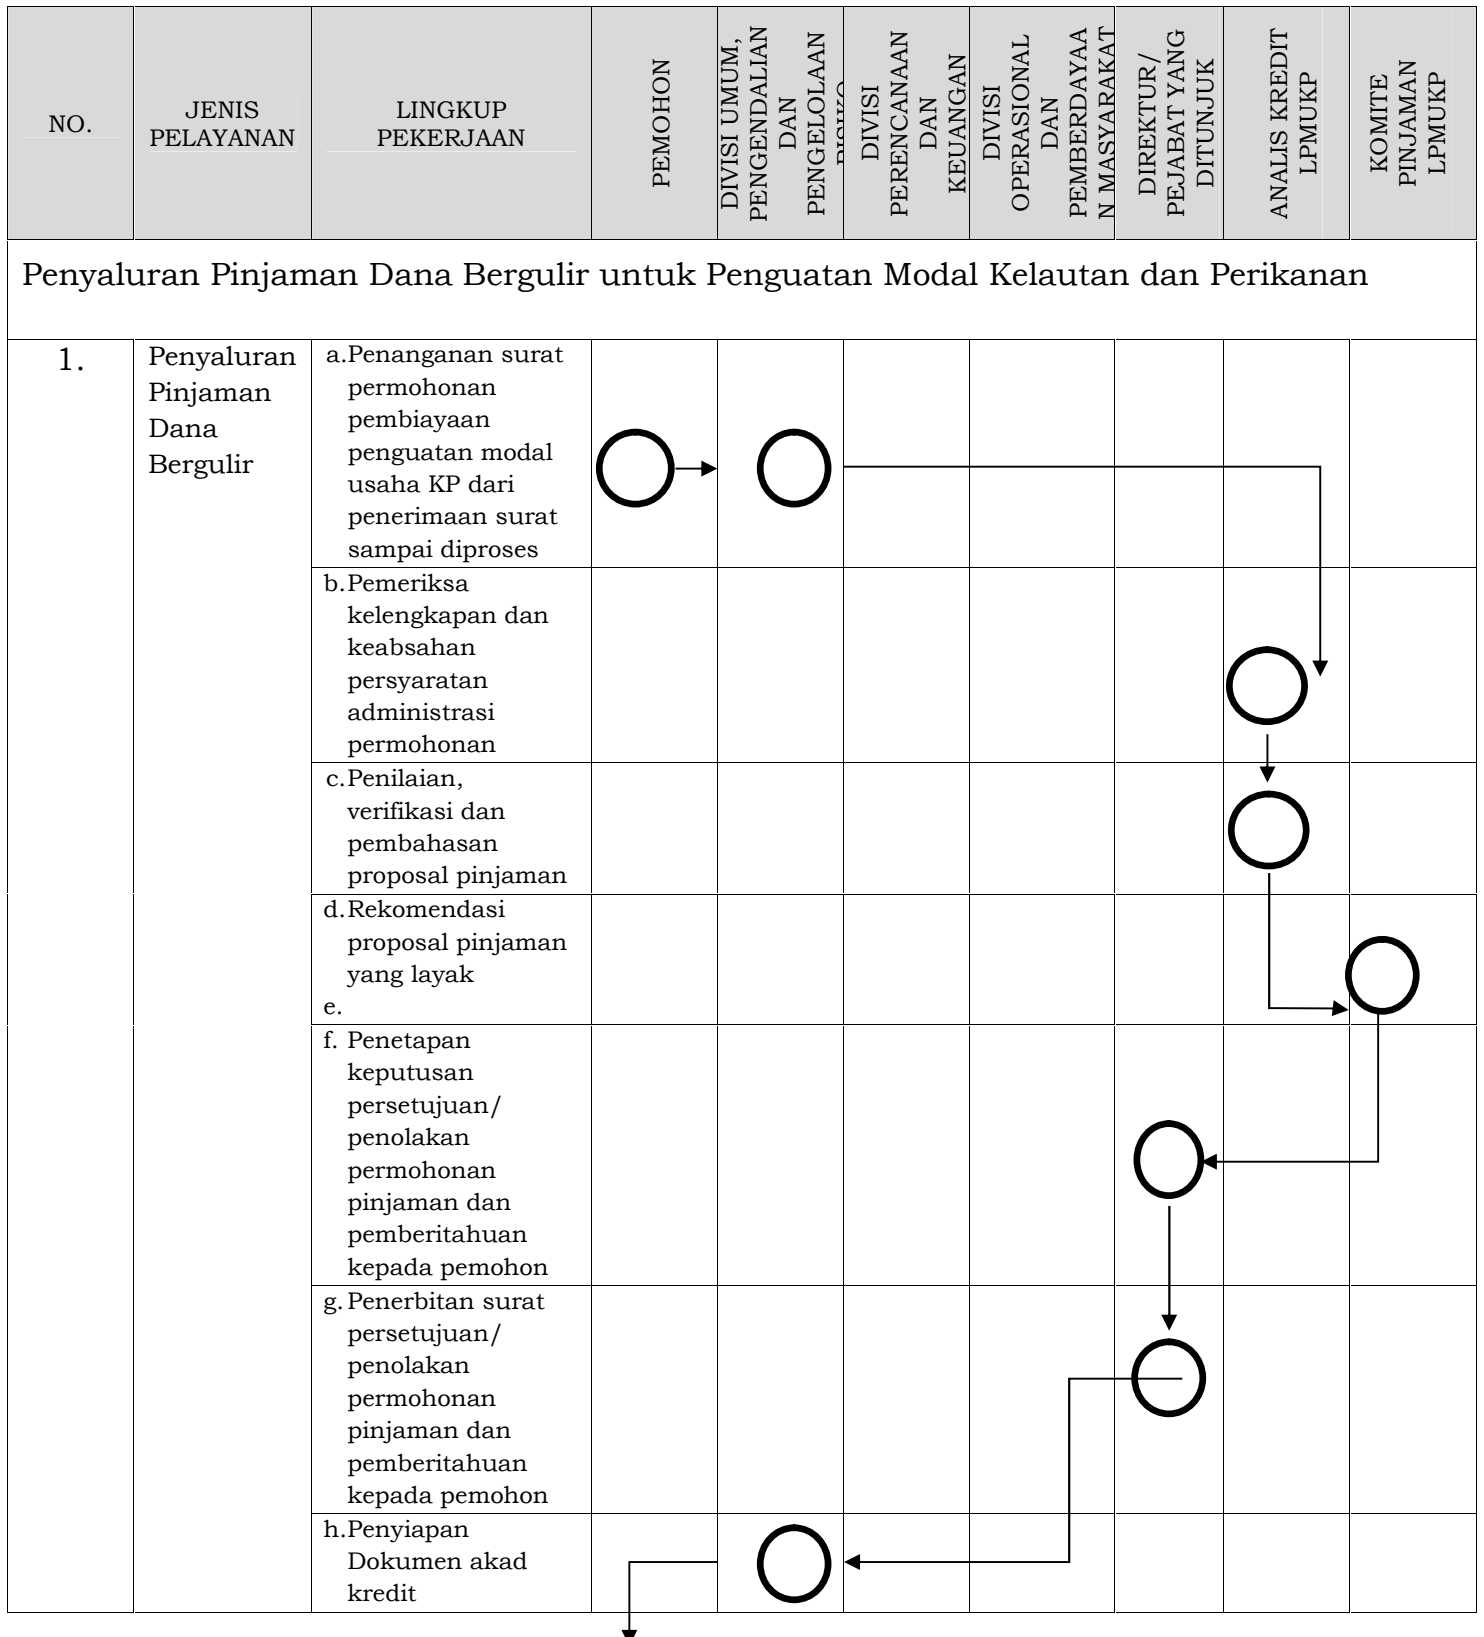 NO.
JENIS
PELAYANAN
LINGKUP
PEKERJAAN
PEMOHON
DIVISI UMUM,
PENGENDALIAN
DAN
PENGELOLAAN
DIVISI
PERENCANAAN
DAN
KEUANGAN
DIVISI
OPERASIONAL
DAN
PEMBERDAYAA
N MASYARAKAT
DIREKTUR/
PEJABAT YANG
DITUNJUK
ANALIS KREDIT
LPMUKP
KOMITE
PINJAMAN
LPMUKP
Penyaluran Pinjaman Dana Bergulir untuk Penguatan Modal Kelautan dan Perikanan
1.
Penyaluran
Pinjaman
Dana
Bergulir
a.Penanganan surat
permohonan
pembiayaan
penguatan modal
usaha KP dari
penerimaan surat
sampai diproses
b.Pemeriksa
kelengkapan dan
keabsahan
persyaratan
administrasi
permohonan
c.Penilaian,
verifikasi dan
pembahasan
proposal pinjaman
d.Rekomendasi
proposal pinjaman
yang layak
e.
f. Penetapan
keputusan
persetujuan/
penolakan
permohonan
pinjaman dan
pemberitahuan
kepada pemohon
g. Penerbitan surat
persetujuan/
penolakan
permohonan
pinjaman dan
pemberitahuan
kepada pemohon
h.Penyiapan
Dokumen akad
kredit